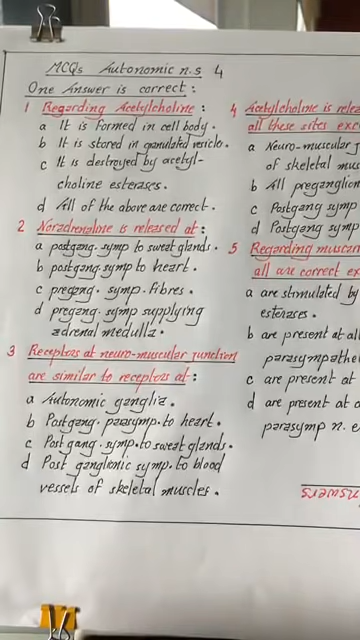 MCQs Autonomic n.s 4
One Answer is correct:
1 Regarding Acetylcholine:
a It is formed in cell body.
b It is stored in granulated vesicle.
c It is destroyed by acetyl-
choline esterases.
d All of the above are correct.
2 Noradrenaline is released at:
a postgang. symp to sweat glands.
b postgang. symp to heart.
c pregang. symp. fibres.
d pregang. symp supplying
adrenal medulla.
3 Receptors at neuro-muscular junction
are similar to receptors at:
a Autonomic ganglia.
b Postgang. parasymp. to heart.
c Post gang. symp. to sweat glands.
d Post ganglionic symp. to blood
vessels of skeletal muscles.
4 Acetylcholine is relea
all these sites exc
a Neuro-muscular j
of skeletal mus
b All preganglion
c Postgang symp
d Postgang symp
5 Regarding muscari
all are correct ex
a are stimulated by
esterases.
b are present at al
parasympathe
c are present at
d are present at
parasymp n. e